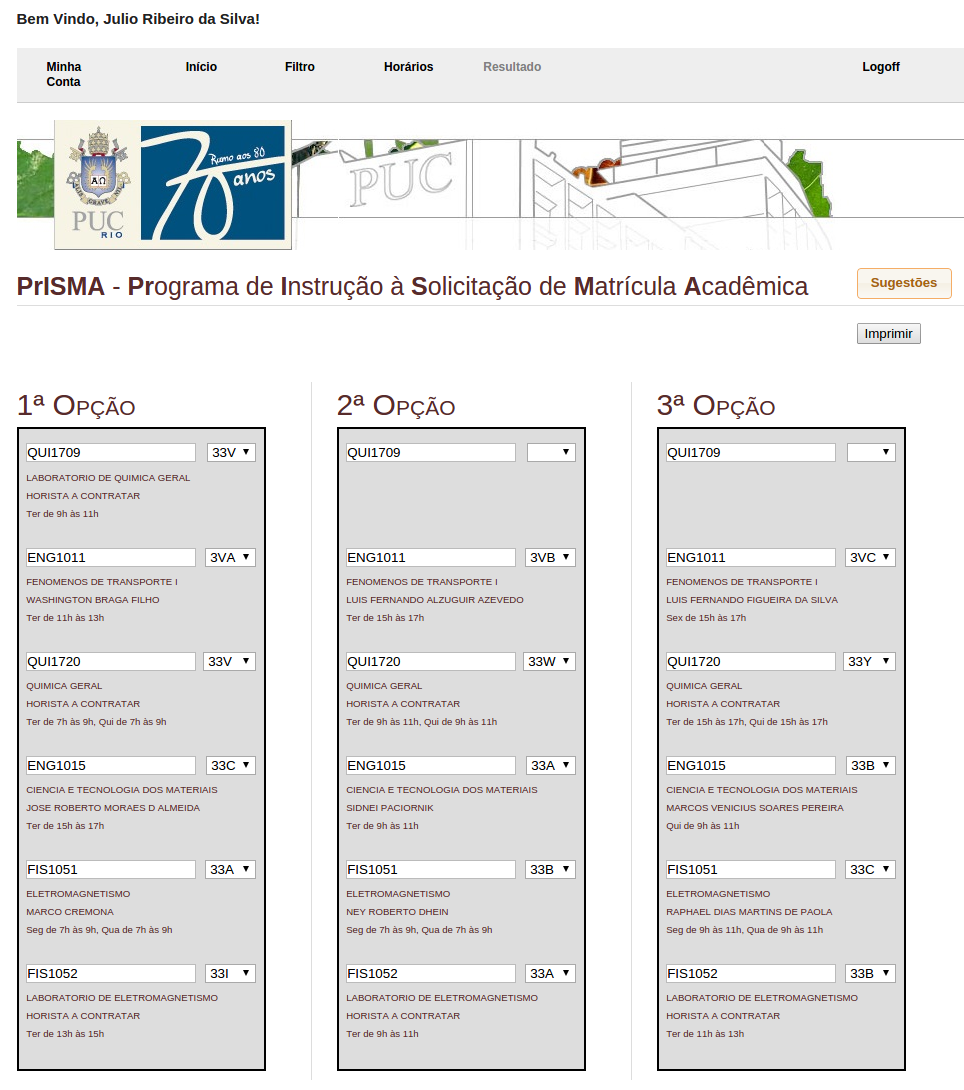 Bem Vindo, Julio Ribeiro da Silva!
Minha Conta
Início
Filtro
Horários
Resultado
Logoff
PUC
RIO
70 anos
Rumo aos 80
PUC
PrISMA - Programa de Instrução à Solicitação de Matrícula Acadêmica
Sugestões
Imprimir
1ª Opção
QUI1709 33V
LABORATORIO DE QUIMICA GERAL
HORISTA A CONTRATAR
Ter de 9h às 11h
ENG1011 3VA
FENOMENOS DE TRANSPORTE I
WASHINGTON BRAGA FILHO
Ter de 11h às 13h
QUI1720 33V
QUIMICA GERAL
HORISTA A CONTRATAR
Ter de 7h às 9h, Qui de 7h às 9h
ENG1015 33C
CIENCIA E TECNOLOGIA DOS MATERIAIS
JOSE ROBERTO MORAES D ALMEIDA
Ter de 15h às 17h
FIS1051 33A
ELETROMAGNETISMO
MARCO CREMONA
Seg de 7h às 9h, Qua de 7h às 9h
FIS1052 33I
LABORATORIO DE ELETROMAGNETISMO
HORISTA A CONTRATAR
Ter de 13h às 15h
2ª Opção
QUI1709
ENG1011 3VB
FENOMENOS DE TRANSPORTE I
LUIS FERNANDO ALZUGUIR AZEVEDO
Ter de 15h às 17h
QUI1720 33W
QUIMICA GERAL
HORISTA A CONTRATAR
Ter de 9h às 11h, Qui de 9h às 11h
ENG1015 33A
CIENCIA E TECNOLOGIA DOS MATERIAIS
SIDNEI PACIORNIK
Ter de 9h às 11h
FIS1051 33B
ELETROMAGNETISMO
NEY ROBERTO DHEIN
Seg de 7h às 9h, Qua de 7h às 9h
FIS1052 33A
LABORATORIO DE ELETROMAGNETISMO
HORISTA A CONTRATAR
Ter de 9h às 11h
3ª Opção
QUI1709
ENG1011 3VC
FENOMENOS DE TRANSPORTE I
LUIS FERNANDO FIGUEIRA DA SILVA
Sex de 15h às 17h
QUI1720 33Y
QUIMICA GERAL
HORISTA A CONTRATAR
Ter de 15h às 17h, Qui de 15h às 17h
ENG1015 33B
CIENCIA E TECNOLOGIA DOS MATERIAIS
MARCOS VENICIUS SOARES PEREIRA
Qui de 9h às 11h
FIS1051 33C
ELETROMAGNETISMO
RAPHAEL DIAS MARTINS DE PAOLA
Seg de 9h às 11h, Qua de 9h às 11h
FIS1052 33B
LABORATORIO DE ELETROMAGNETISMO
HORISTA A CONTRATAR
Ter de 11h às 13h